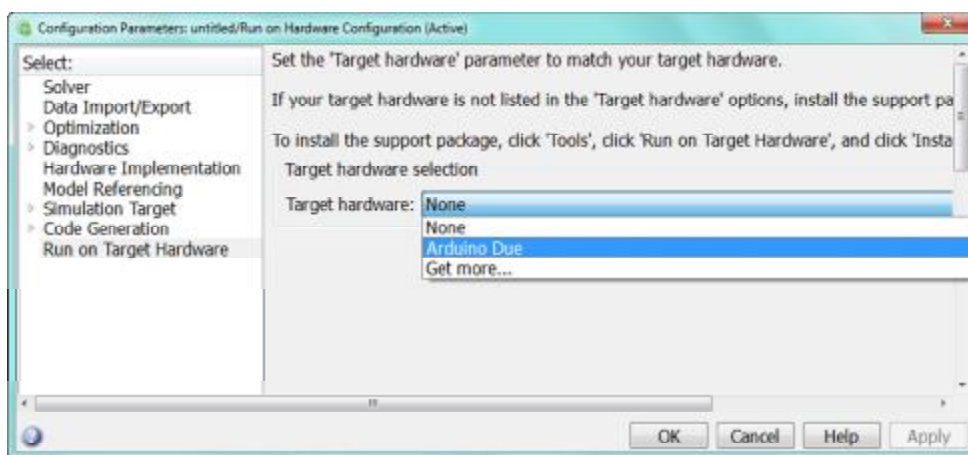 Configuration Parameters: untitled/Run on Hardware Configuration (Active)
Select:
Solver
Data Import/Export
Optimization
Diagnostics
Hardware Implementation
Model Referencing
Simulation Target
Code Generation
Run on Target Hardware
Set the 'Target hardware' parameter to match your target hardware.
If your target hardware is not listed in the 'Target hardware' options, install the support pa
To install the support package, click 'Tools', click 'Run on Target Hardware', and click 'Insta
Target hardware selection
Target hardware: None
None
Arduino Due
Get more...
OK Cancel Help Apply